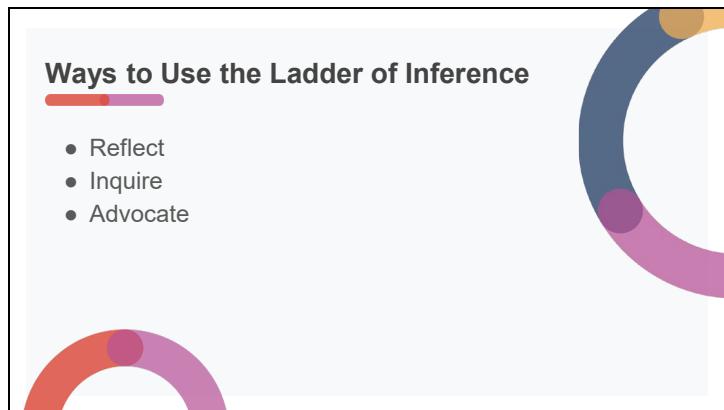 Ways to Use the Ladder of Inference
● Reflect
● Inquire
● Advocate